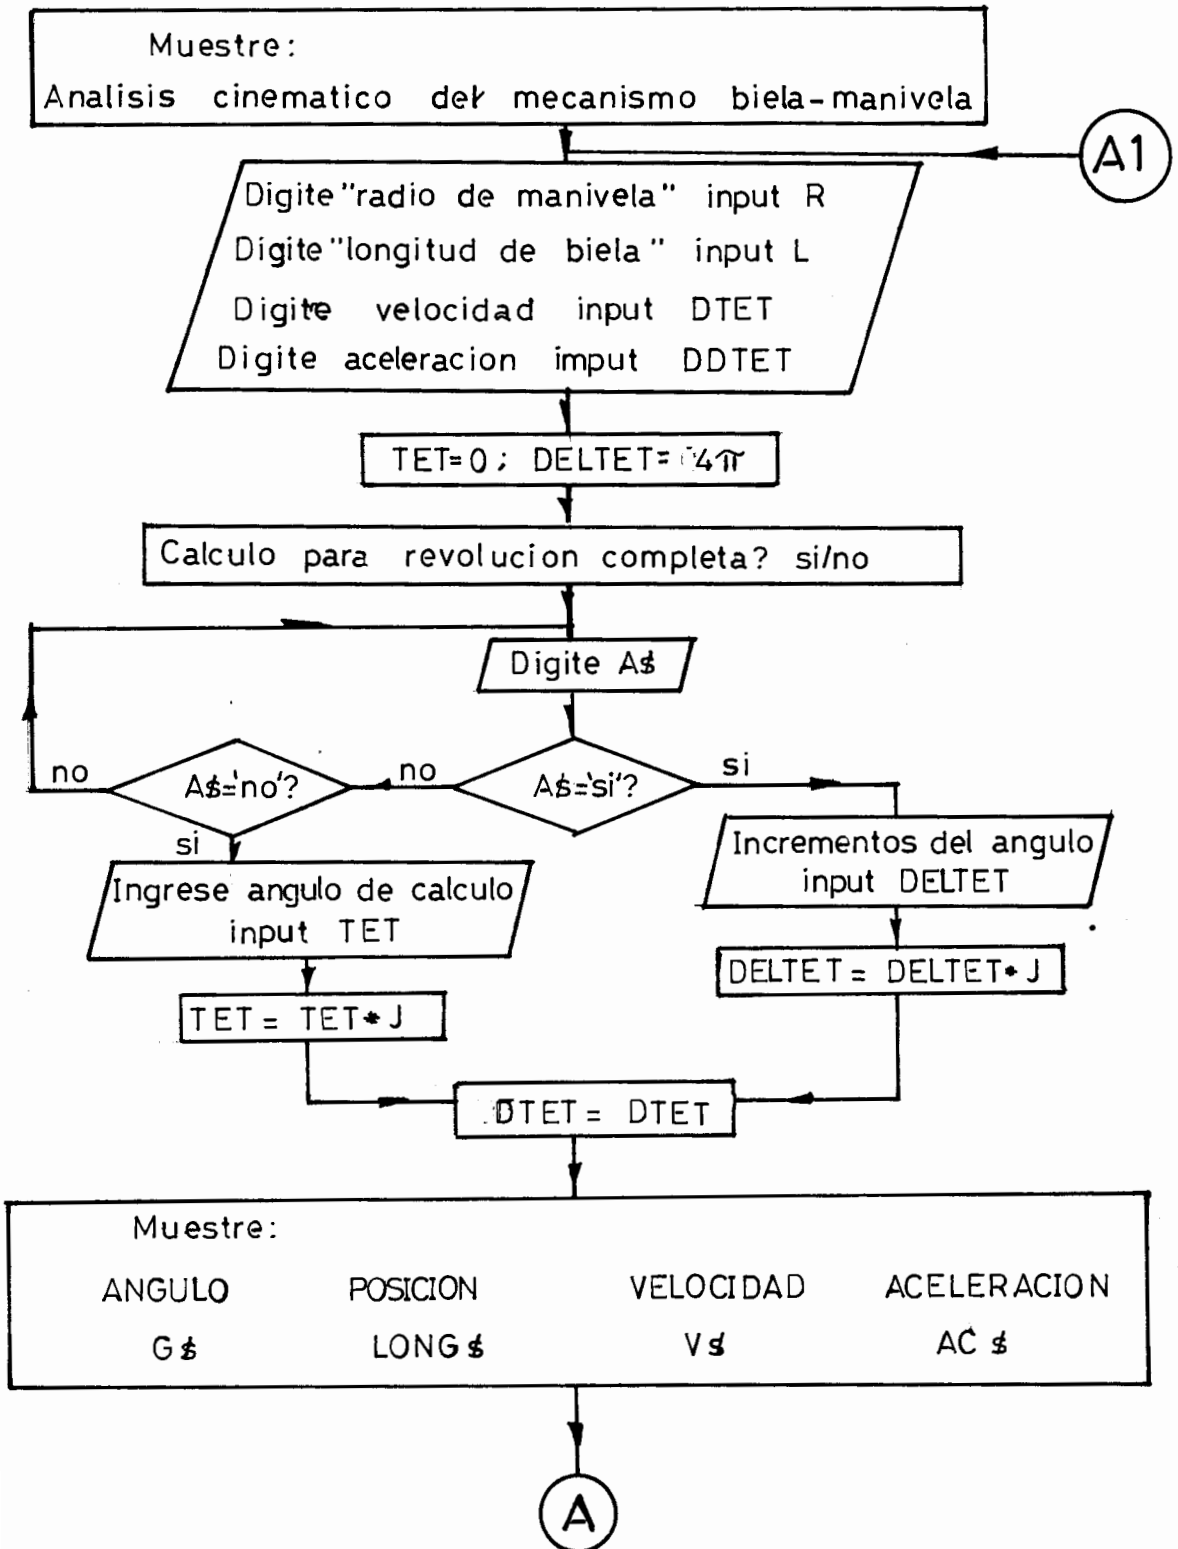 Muestre:
Analisis cinematico del mecanismo biela-manivela
A1
Digite "radio de manivela" input R
Digite "longitud de biela" input L
Digite velocidad input DTET
Digite aceleracion imput DDTET
TET=0; DELTET= 4π
Calculo para revolucion completa? si/no
Digite A$
no
A$='no'?
no
A$='si'?
si
si
Incrementos del angulo
input DELTET
Ingrese angulo de calculo
input TET
DELTET = DELTET* J
TET = TET* J
DTET = DTET
Muestre:
ANGULO POSICION VELOCIDAD ACELERACION
G$ LONG$ V$ AC $
A